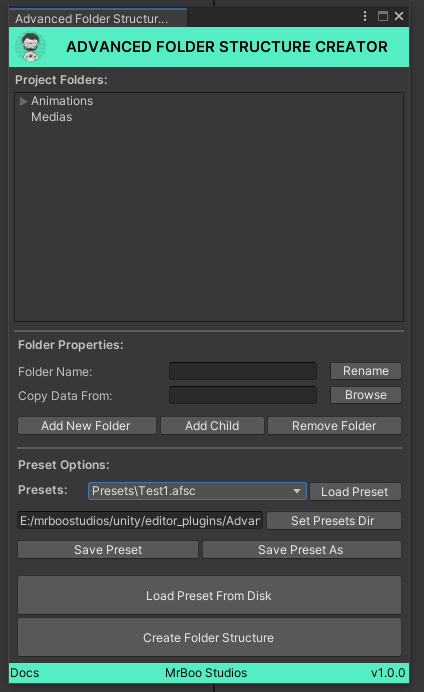 Advanced Folder Structur...
ADVANCED FOLDER STRUCTURE CREATOR
Project Folders:
Animations
Medias
Folder Properties:
Folder Name:
Rename
Copy Data From:
Browse
Add New Folder
Add Child
Remove Folder
Preset Options:
Presets:
Presets\Test1.afsc
Load Preset
E:/mrboostudios/unity/editor_plugins/Advan
Set Presets Dir
Save Preset
Save Preset As
Load Preset From Disk
Create Folder Structure
Docs
MrBoo Studios
v1.0.0